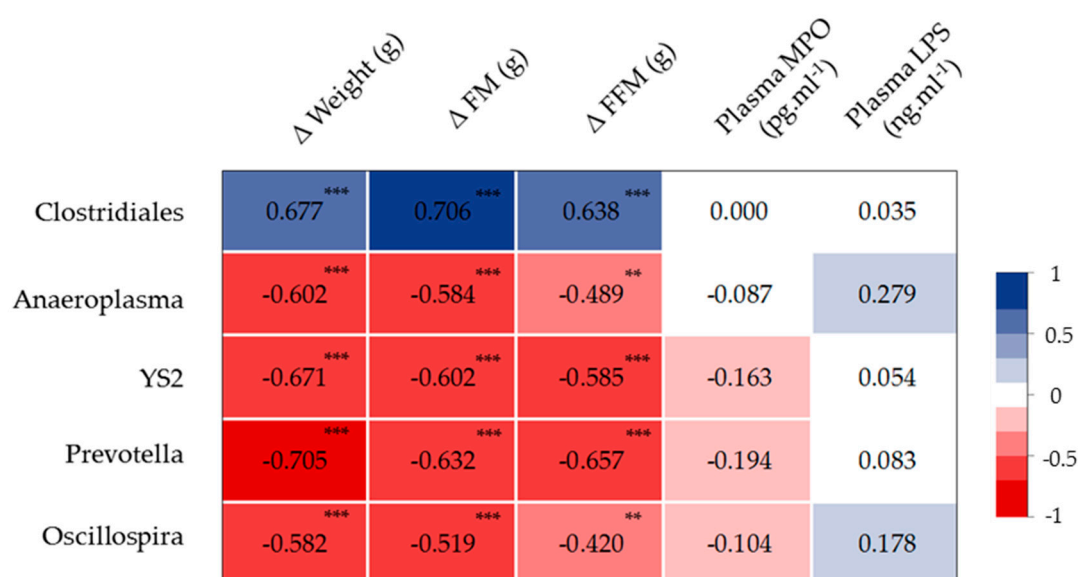 Δ Weight (g)
Δ FM (g)
Δ FFM (g)
Plasma MPO
(pg.ml-1)
Plasma LPS
(ng.ml-1)
Clostridiales 0.677*** 0.706*** 0.638*** 0.000 0.035
Anaeroplasma -0.602*** -0.584*** -0.489** -0.087 0.279
YS2 -0.671*** -0.602*** -0.585*** -0.163 0.054
Prevotella -0.705*** -0.632*** -0.657*** -0.194 0.083
Oscillospira -0.582*** -0.519*** -0.420** -0.104 0.178
1
0.5
0
-0.5
-1